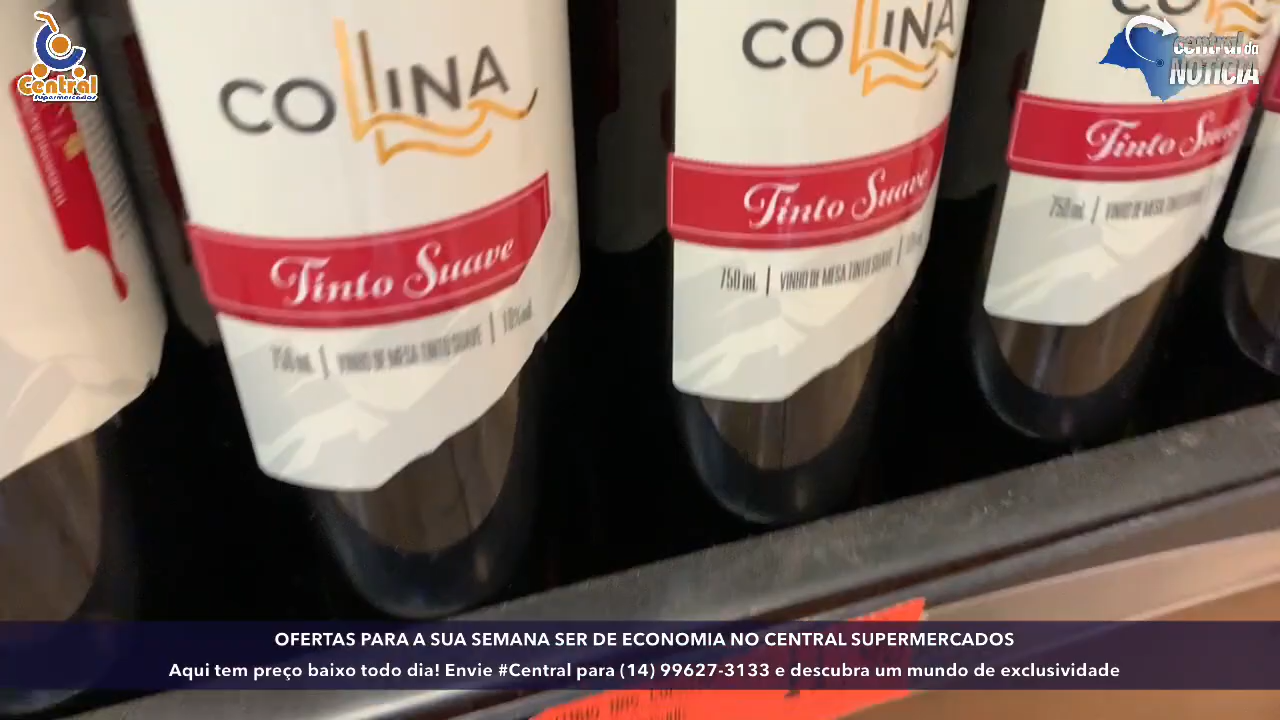 Central
Supermercados
central da
NOTÍCIA
COLLINA
Tinto Suave
750 mL | VINHO DE MESA TINTO SUAVE |
COLLINA
Tinto Suave
750 mL | VINHO DE MESA TINTO SUAVE |
Tinto Suave
750 mL | VINHO DE MESA TINTO SUAVE
OFERTAS PARA A SUA SEMANA SER DE ECONOMIA NO CENTRAL SUPERMERCADOS
Aqui tem preço baixo todo dia! Envie #Central para (14) 99627-3133 e descubra um mundo de exclusividade